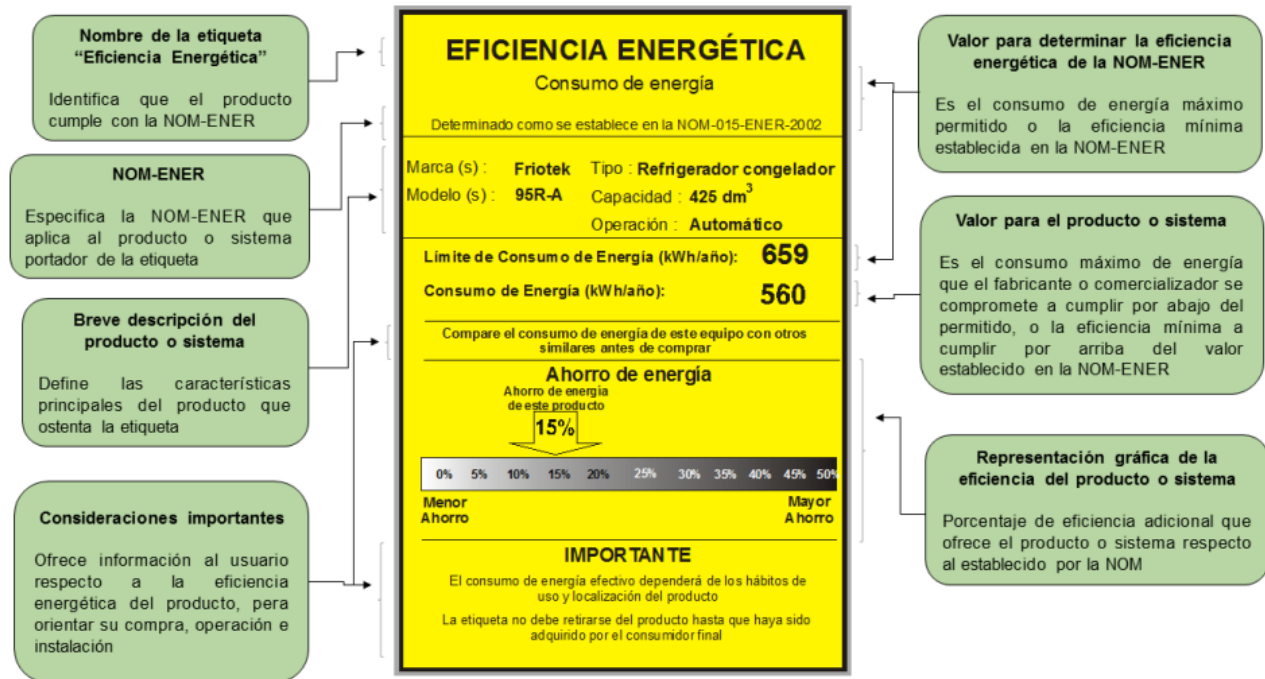 Nombre de la etiqueta
“Eficiencia Energética”
Identifica que el producto
cumple con la NOM-ENER
NOM-ENER
Especifica la NOM-ENER que
aplica al producto o sistema
portador de la etiqueta
Breve descripción del
producto o sistema
Define las características
principales del producto que
ostenta la etiqueta
Consideraciones importantes
Ofrece información al usuario
respecto a la eficiencia
energética del producto, pera
orientar su compra, operación e
instalación
EFICIENCIA ENERGÉTICA
Consumo de energía
Determinado como se establece en la NOM-015-ENER-2002
Marca (s) : Friotek Tipo : Refrigerador congelador
Modelo (s) : 95R-A Capacidad : 425 dm3
Operación : Automático
Límite de Consumo de Energía (kWh/año): 659
Consumo de Energía (kWh/año): 560
Compare el consumo de energía de este equipo con otros
similares antes de comprar
Ahorro de energía
Ahorro de energía
de este producto
15%
0% 5% 10% 15% 20% 25% 30% 35% 40% 45% 50%
Menor Mayor
Ahorro Ahorro
IMPORTANTE
El consumo de energía efectivo dependerá de los hábitos de
uso y localización del producto
La etiqueta no debe retirarse del producto hasta que haya sido
adquirido por el consumidor final
Valor para determinar la eficiencia
energética de la NOM-ENER
Es el consumo de energía máximo
permitido o la eficiencia mínima
establecida en la NOM-ENER
Valor para el producto o sistema
Es el consumo máximo de energía
que el fabricante o comercializador se
compromete a cumplir por abajo del
permitido, o la eficiencia mínima a
cumplir por arriba del valor
establecido en la NOM-ENER
Representación gráfica de la
eficiencia del producto o sistema
Porcentaje de eficiencia adicional que
ofrece el producto o sistema respecto
al establecido por la NOM